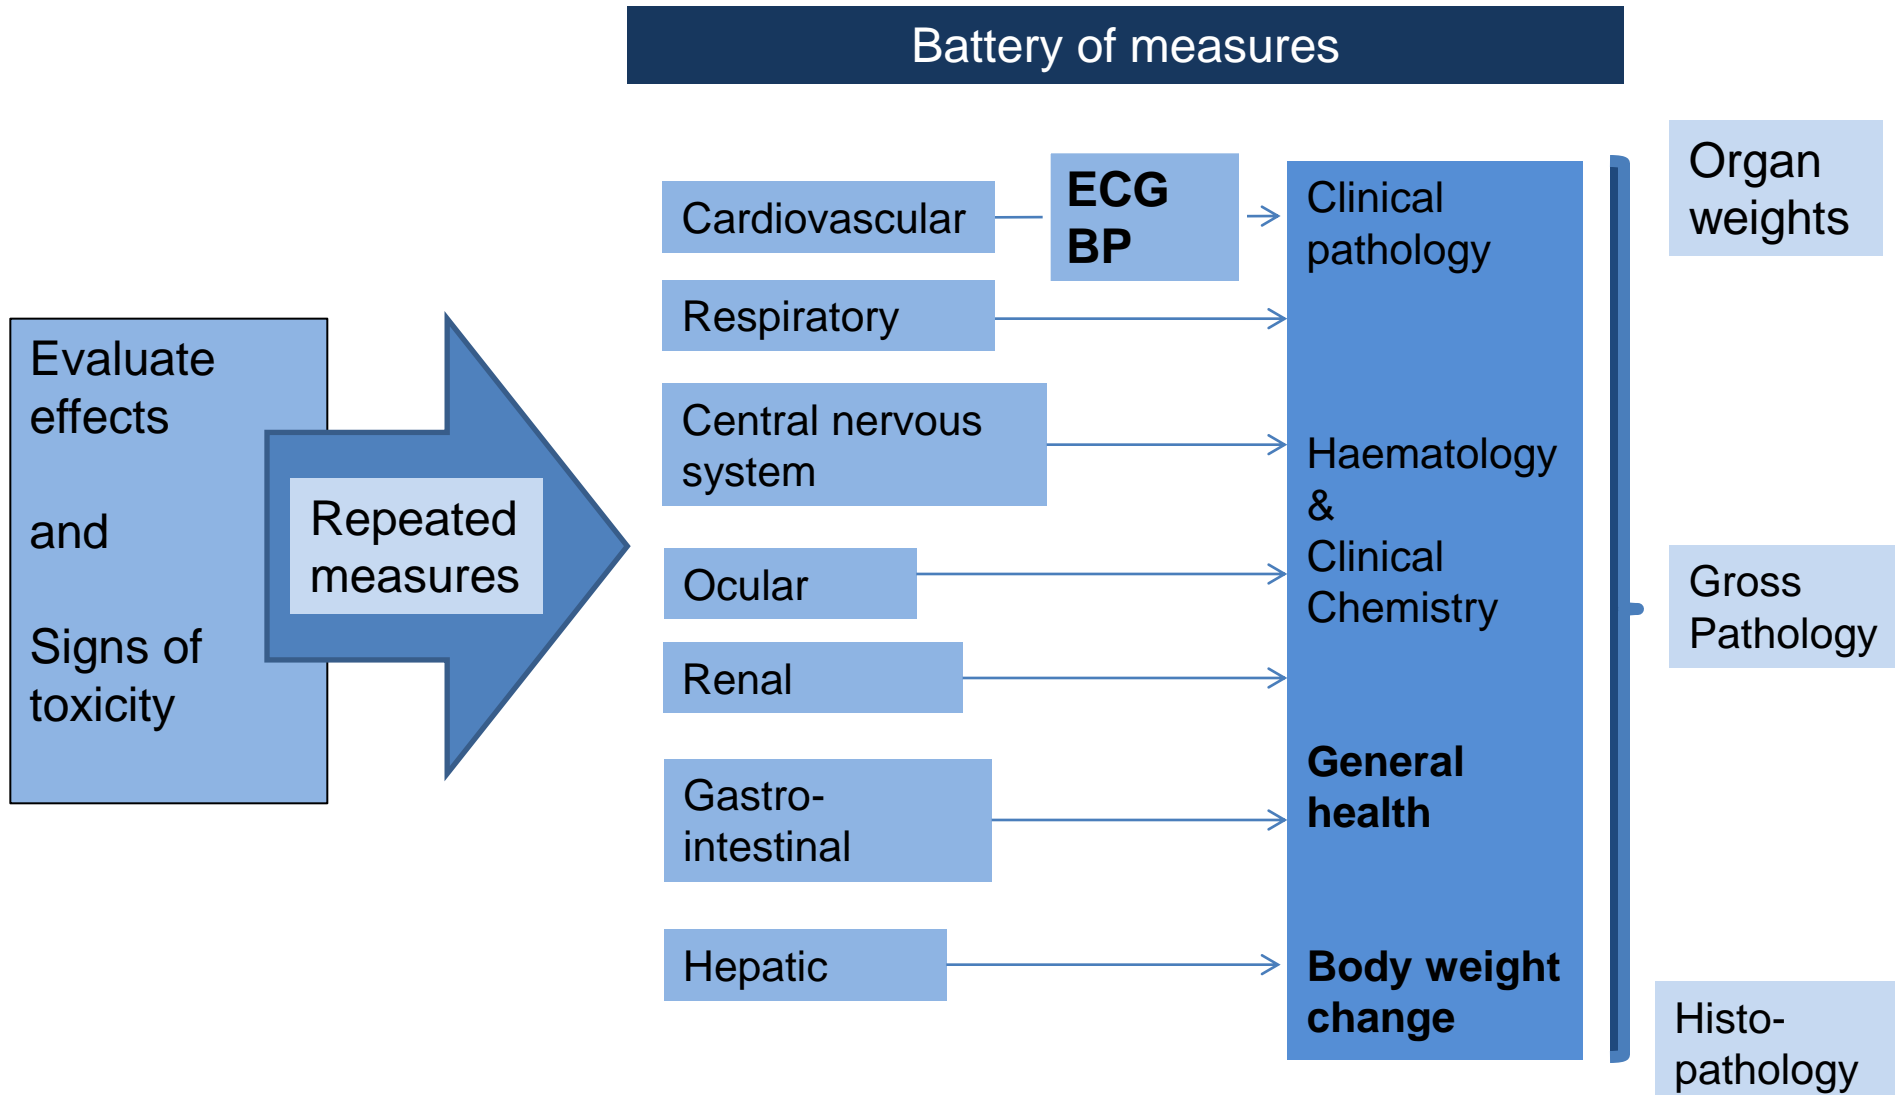 Battery of measures
Evaluate
effects
and
Signs of
toxicity
Repeated
measures
Cardiovascular
ECG
BP
Respiratory
Central nervous
system
Ocular
Renal
Gastro-
intestinal
Hepatic
Clinical
pathology
Haematology
&
Clinical
Chemistry
General
health
Body weight
change
Organ
weights
Gross
Pathology
Histo-
pathology